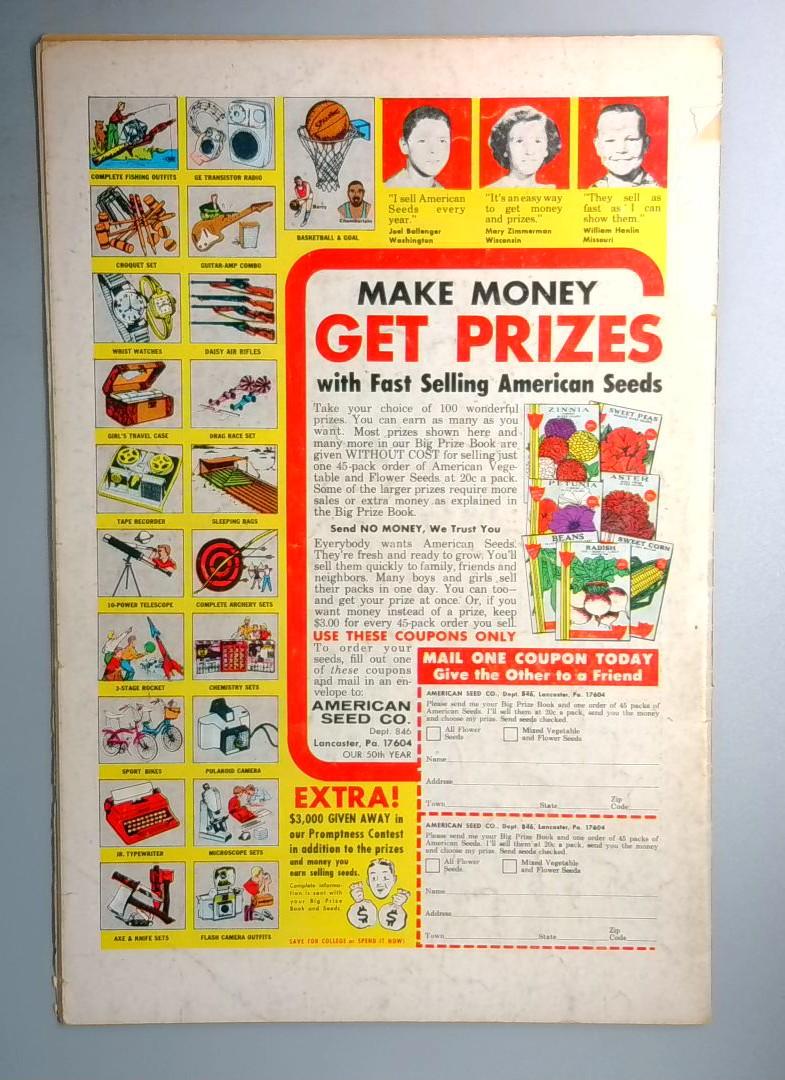 COMPLETE FISHING OUTFITS
GE TRANSISTOR RADIO
CROQUET SET
GUITAR-AMP COMBO
WRIST WATCHES
DAISY AIR RIFLES
GIRL'S TRAVEL CASE
DRAG RACE SET
TAPE RECORDER
SLEEPING BAGS
10-POWER TELESCOPE
COMPLETE ARCHERY SETS
3-STAGE ROCKET
CHEMISTRY SETS
SPORT BIKES
POLAROID CAMERA
JR. TYPEWRITER
MICROSCOPE SETS
AXE & KNIFE SETS
FLASH CAMERA OUTFITS
Barry
Chamberlain
BASKETBALL & GOAL
"I sell American
Seeds every
year."
Joel Ballenger
Washington
"It's an easy way
to get money
and prizes."
Mary Zimmerman
Wisconsin
"They sell as
fast as I can
show them."
William Henlin
Missouri
MAKE MONEY
GET PRIZES
with Fast Selling American Seeds
Take your choice of 100 wonderful
prizes. You can earn as many as you
want. Most prizes shown here and
many more in our Big Prize Book are
given WITHOUT COST for selling just
one 45-pack order of American Vege-
table and Flower Seeds at 20c a pack.
Some of the larger prizes require more
sales or extra money as explained in
the Big Prize Book.
Send NO MONEY, We Trust You
Everybody wants American Seeds.
They're fresh and ready to grow. You'll
sell them quickly to family, friends and
neighbors. Many boys and girls sell
their packs in one day. You can too—
and get your prize at once. Or, if you
want money instead of a prize, keep
$3.00 for every 45-pack order you sell.
USE THESE COUPONS ONLY
To order your
seeds, fill out one
of these coupons
and mail in an en-
velope to:
AMERICAN
SEED CO.
Dept. 846
Lancaster, Pa. 17604
OUR 50th YEAR
ZINNIA
SWEET PEAS
PETUNIA
ASTER
BEANS
RADISH
SWEET CORN
MAIL ONE COUPON TODAY
Give the Other to a Friend
AMERICAN SEED CO., Dept. 846, Lancaster, Pa. 17604
Please send me your Big Prize Book and one order of 45 packs of
American Seeds. I'll sell them at 20c a pack, send you the money
and choose my prize. Send seeds checked.
All Flower
Seeds
Mixed Vegetable
and Flower Seeds
Name
Address
Town State Zip Code
AMERICAN SEED CO., Dept. 846, Lancaster, Pa. 17604
Please send me your Big Prize Book and one order of 45 packs of
American Seeds. I'll sell them at 20c a pack, send you the money
and choose my prize. Send seeds checked.
All Flower
Seeds
Mixed Vegetable
and Flower Seeds
Name
Address
Town State Zip Code
EXTRA!
$3,000 GIVEN AWAY in
our Promptness Contest
in addition to the prizes
and money you
earn selling seeds.
Complete informa-
tion is sent with
your Big Prize
Book and Seeds.
$ $
SAVE FOR COLLEGE or SPEND IT NOW!